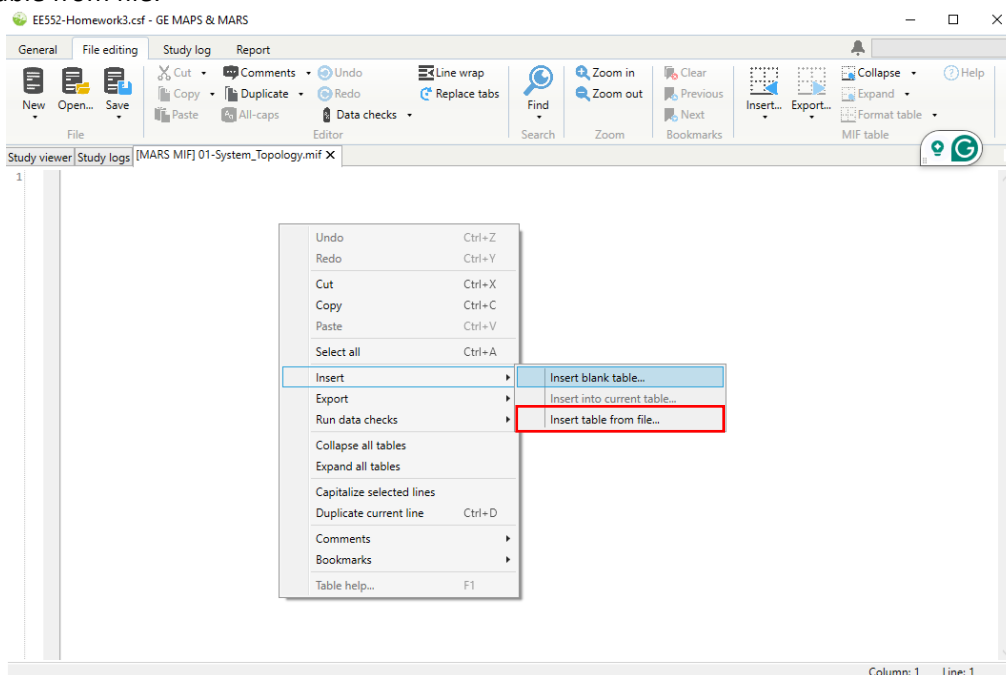 able from file.
EE552-Homework3.csf - GE MAPS & MARS
General File editing Study log Report
Cut Comments Undo Line wrap Zoom in Clear Collapse Help
Copy Duplicate Redo Replace tabs Zoom out Previous Expand
New Open... Save Paste All-caps Data checks Find Next Insert... Export... Format table
File Editor Search Zoom Bookmarks MIF table
Study viewer Study logs [MARS MIF] 01-System_Topology.mif X
1
Undo Ctrl+Z
Redo Ctrl+Y
Cut Ctrl+X
Copy Ctrl+C
Paste Ctrl+V
Select all Ctrl+A
Insert Insert blank table...
Export Insert into current table...
Run data checks Insert table from file...
Collapse all tables
Expand all tables
Capitalize selected lines
Duplicate current line Ctrl+D
Comments
Bookmarks
Table help... F1
Column: 1 Line: 1